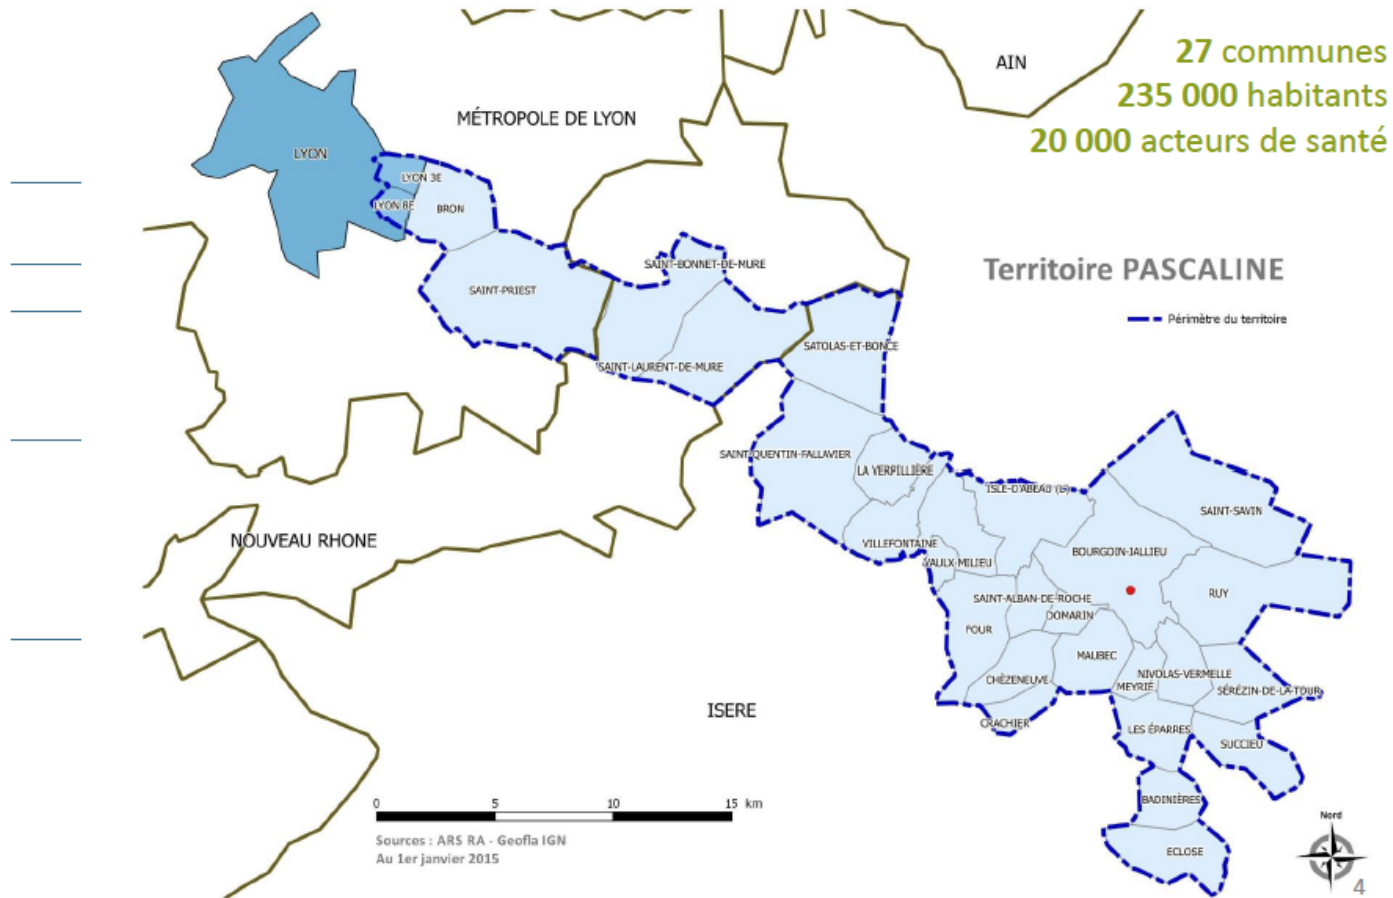 27 communes
235 000 habitants
20 000 acteurs de santé
AIN
MÉTROPOLE DE LYON
LYON
LYON 3E
LYON 8E
BRON
SAINT-BONNET-DE-MURE
Territoire PASCALINE
SAINT-PRIEST
Périmètre du territoire
SATOLAS-ET-BONCE
SAINT-LAURENT-DE-MURE
SAINT-QUENTIN-FALLAVIER
LA VERPILLIÈRE
ISLE-D'ABEAU (L')
SAINT-SAVIN
NOUVEAU RHONE
VILLEFONTAINE
BOURGOIN-JALLIEU
VAULX-MILIEU
RUY
SAINT-ALBAN-DE-ROCHE
DOMARIN
FOUR
MAUBEC
CHÈZENEUVE
MEYRIÉ
NIVOLAS-VERMELLE
SÉRÉZIN-DE-LA-TOUR
ISERE
CRACHIER
LES ÉPARRES
SUCCIEU
BADINIÈRES
ECLOSE
0 5 10 15 km
Sources : ARS RA - Geofla IGN
Au 1er janvier 2015
Nord
4